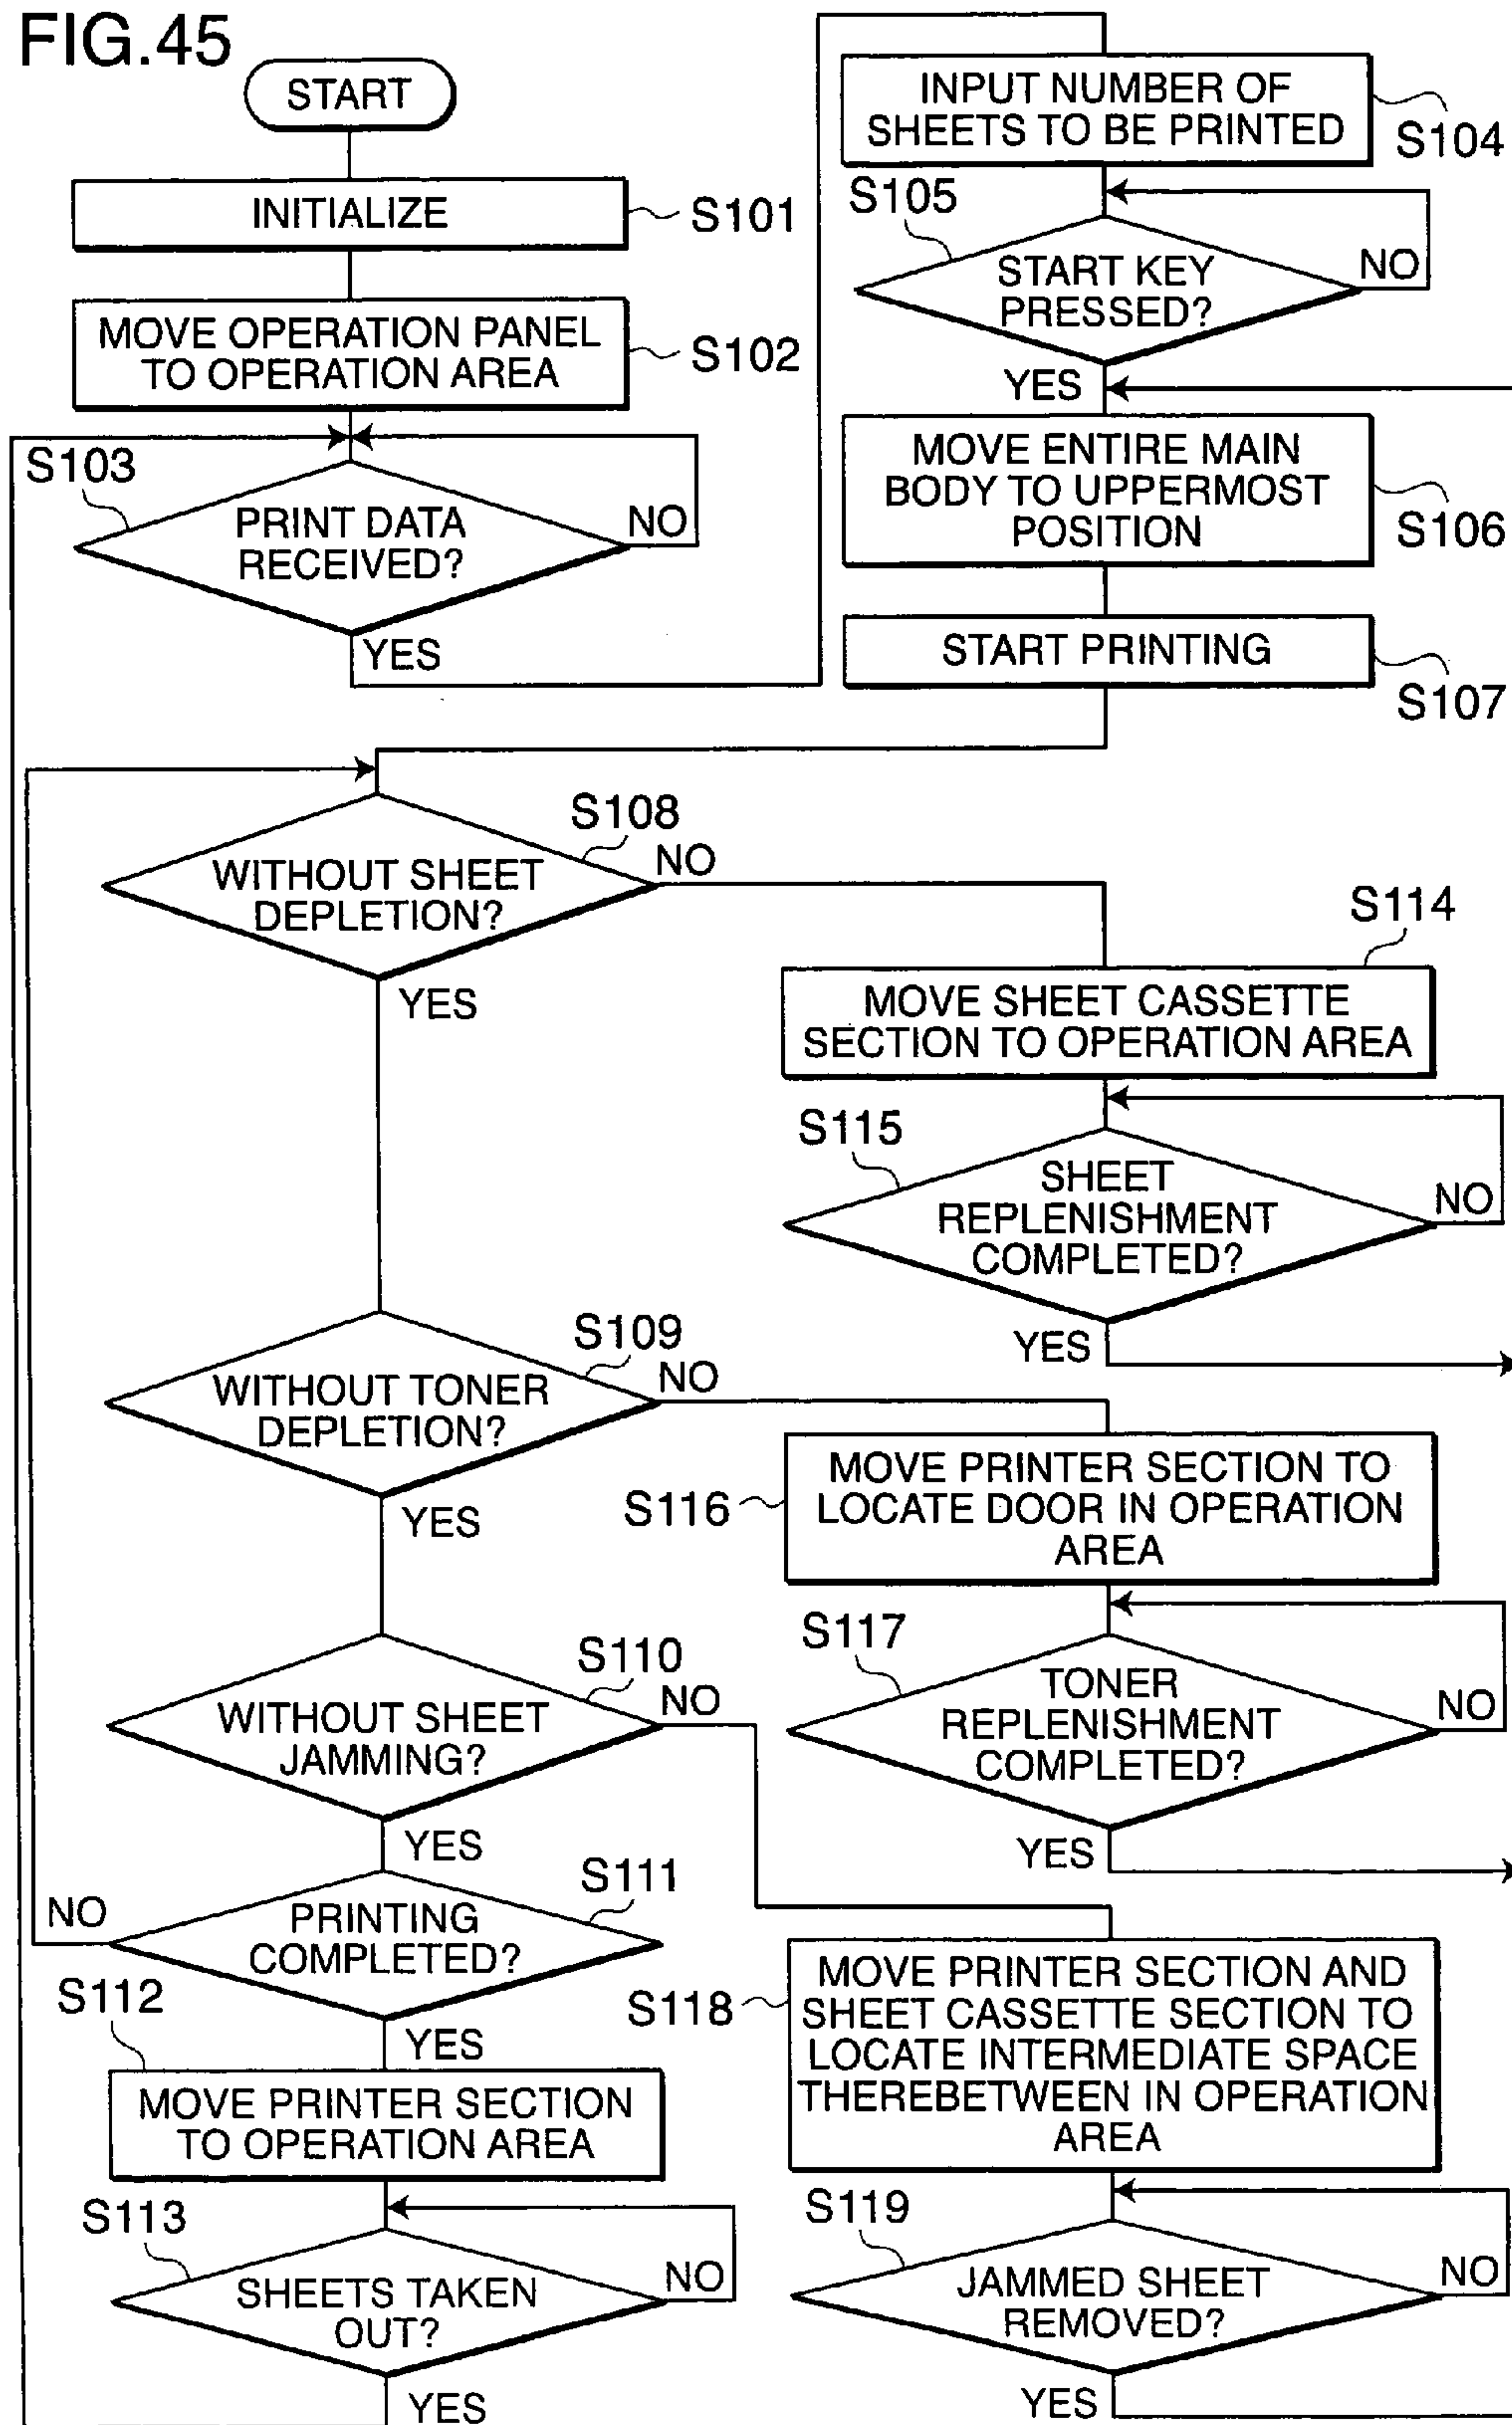 FIG.45
START
INITIALIZE
S101
MOVE OPERATION PANEL
TO OPERATION AREA
S102
S103
PRINT DATA
RECEIVED?
NO
YES
INPUT NUMBER OF
SHEETS TO BE PRINTED
S104
S105
START KEY
PRESSED?
NO
YES
MOVE ENTIRE MAIN
BODY TO UPPERMOST
POSITION
S106
START PRINTING
S107
S108
WITHOUT SHEET
DEPLETION?
NO
YES
S114
MOVE SHEET CASSETTE
SECTION TO OPERATION AREA
S115
SHEET
REPLENISHMENT
COMPLETED?
NO
YES
S109
WITHOUT TONER
DEPLETION?
NO
YES
S116
MOVE PRINTER SECTION TO
LOCATE DOOR IN OPERATION
AREA
S117
TONER
REPLENISHMENT
COMPLETED?
NO
YES
S110
WITHOUT SHEET
JAMMING?
NO
YES
S111
PRINTING
COMPLETED?
NO
YES
S112
MOVE PRINTER SECTION
TO OPERATION AREA
S113
SHEETS TAKEN
OUT?
NO
YES
S118
MOVE PRINTER SECTION AND
SHEET CASSETTE SECTION TO
LOCATE INTERMEDIATE SPACE
THEREBETWEEN IN OPERATION
AREA
S119
JAMMED SHEET
REMOVED?
NO
YES